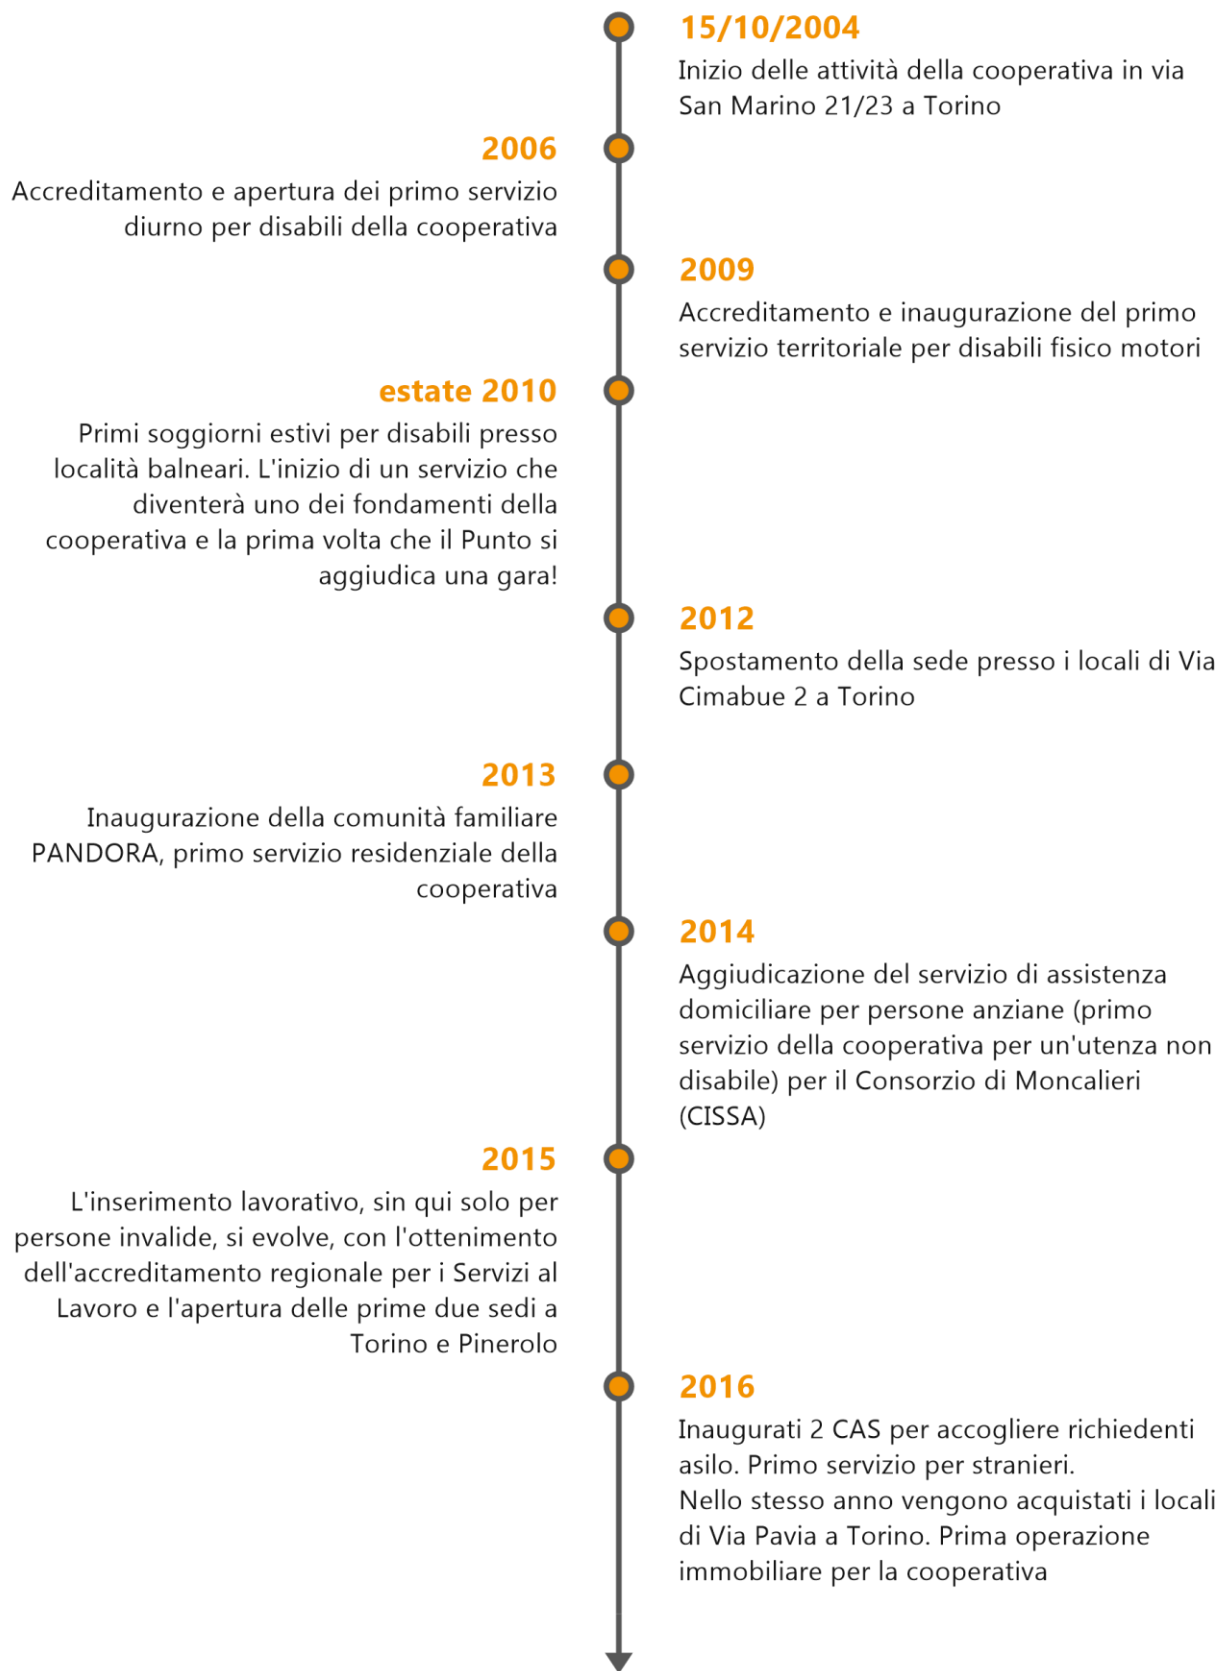 15/10/2004
Inizio delle attività della cooperativa in via
San Marino 21/23 a Torino
2006
Accreditamento e apertura dei primo servizio
diurno per disabili della cooperativa
2009
Accreditamento e inaugurazione del primo
servizio territoriale per disabili fisico motori
estate 2010
Primi soggiorni estivi per disabili presso
località balneari. L'inizio di un servizio che
diventerà uno dei fondamenti della
cooperativa e la prima volta che il Punto si
aggiudica una gara!
2012
Spostamento della sede presso i locali di Via
Cimabue 2 a Torino
2013
Inaugurazione della comunità familiare
PANDORA, primo servizio residenziale della
cooperativa
2014
Aggiudicazione del servizio di assistenza
domiciliare per persone anziane (primo
servizio della cooperativa per un'utenza non
disabile) per il Consorzio di Moncalieri
(CISSA)
2015
L'inserimento lavorativo, sin qui solo per
persone invalide, si evolve, con l'ottenimento
dell'accreditamento regionale per i Servizi al
Lavoro e l'apertura delle prime due sedi a
Torino e Pinerolo
2016
Inaugurati 2 CAS per accogliere richiedenti
asilo. Primo servizio per stranieri.
Nello stesso anno vengono acquistati i locali
di Via Pavia a Torino. Prima operazione
immobiliare per la cooperativa